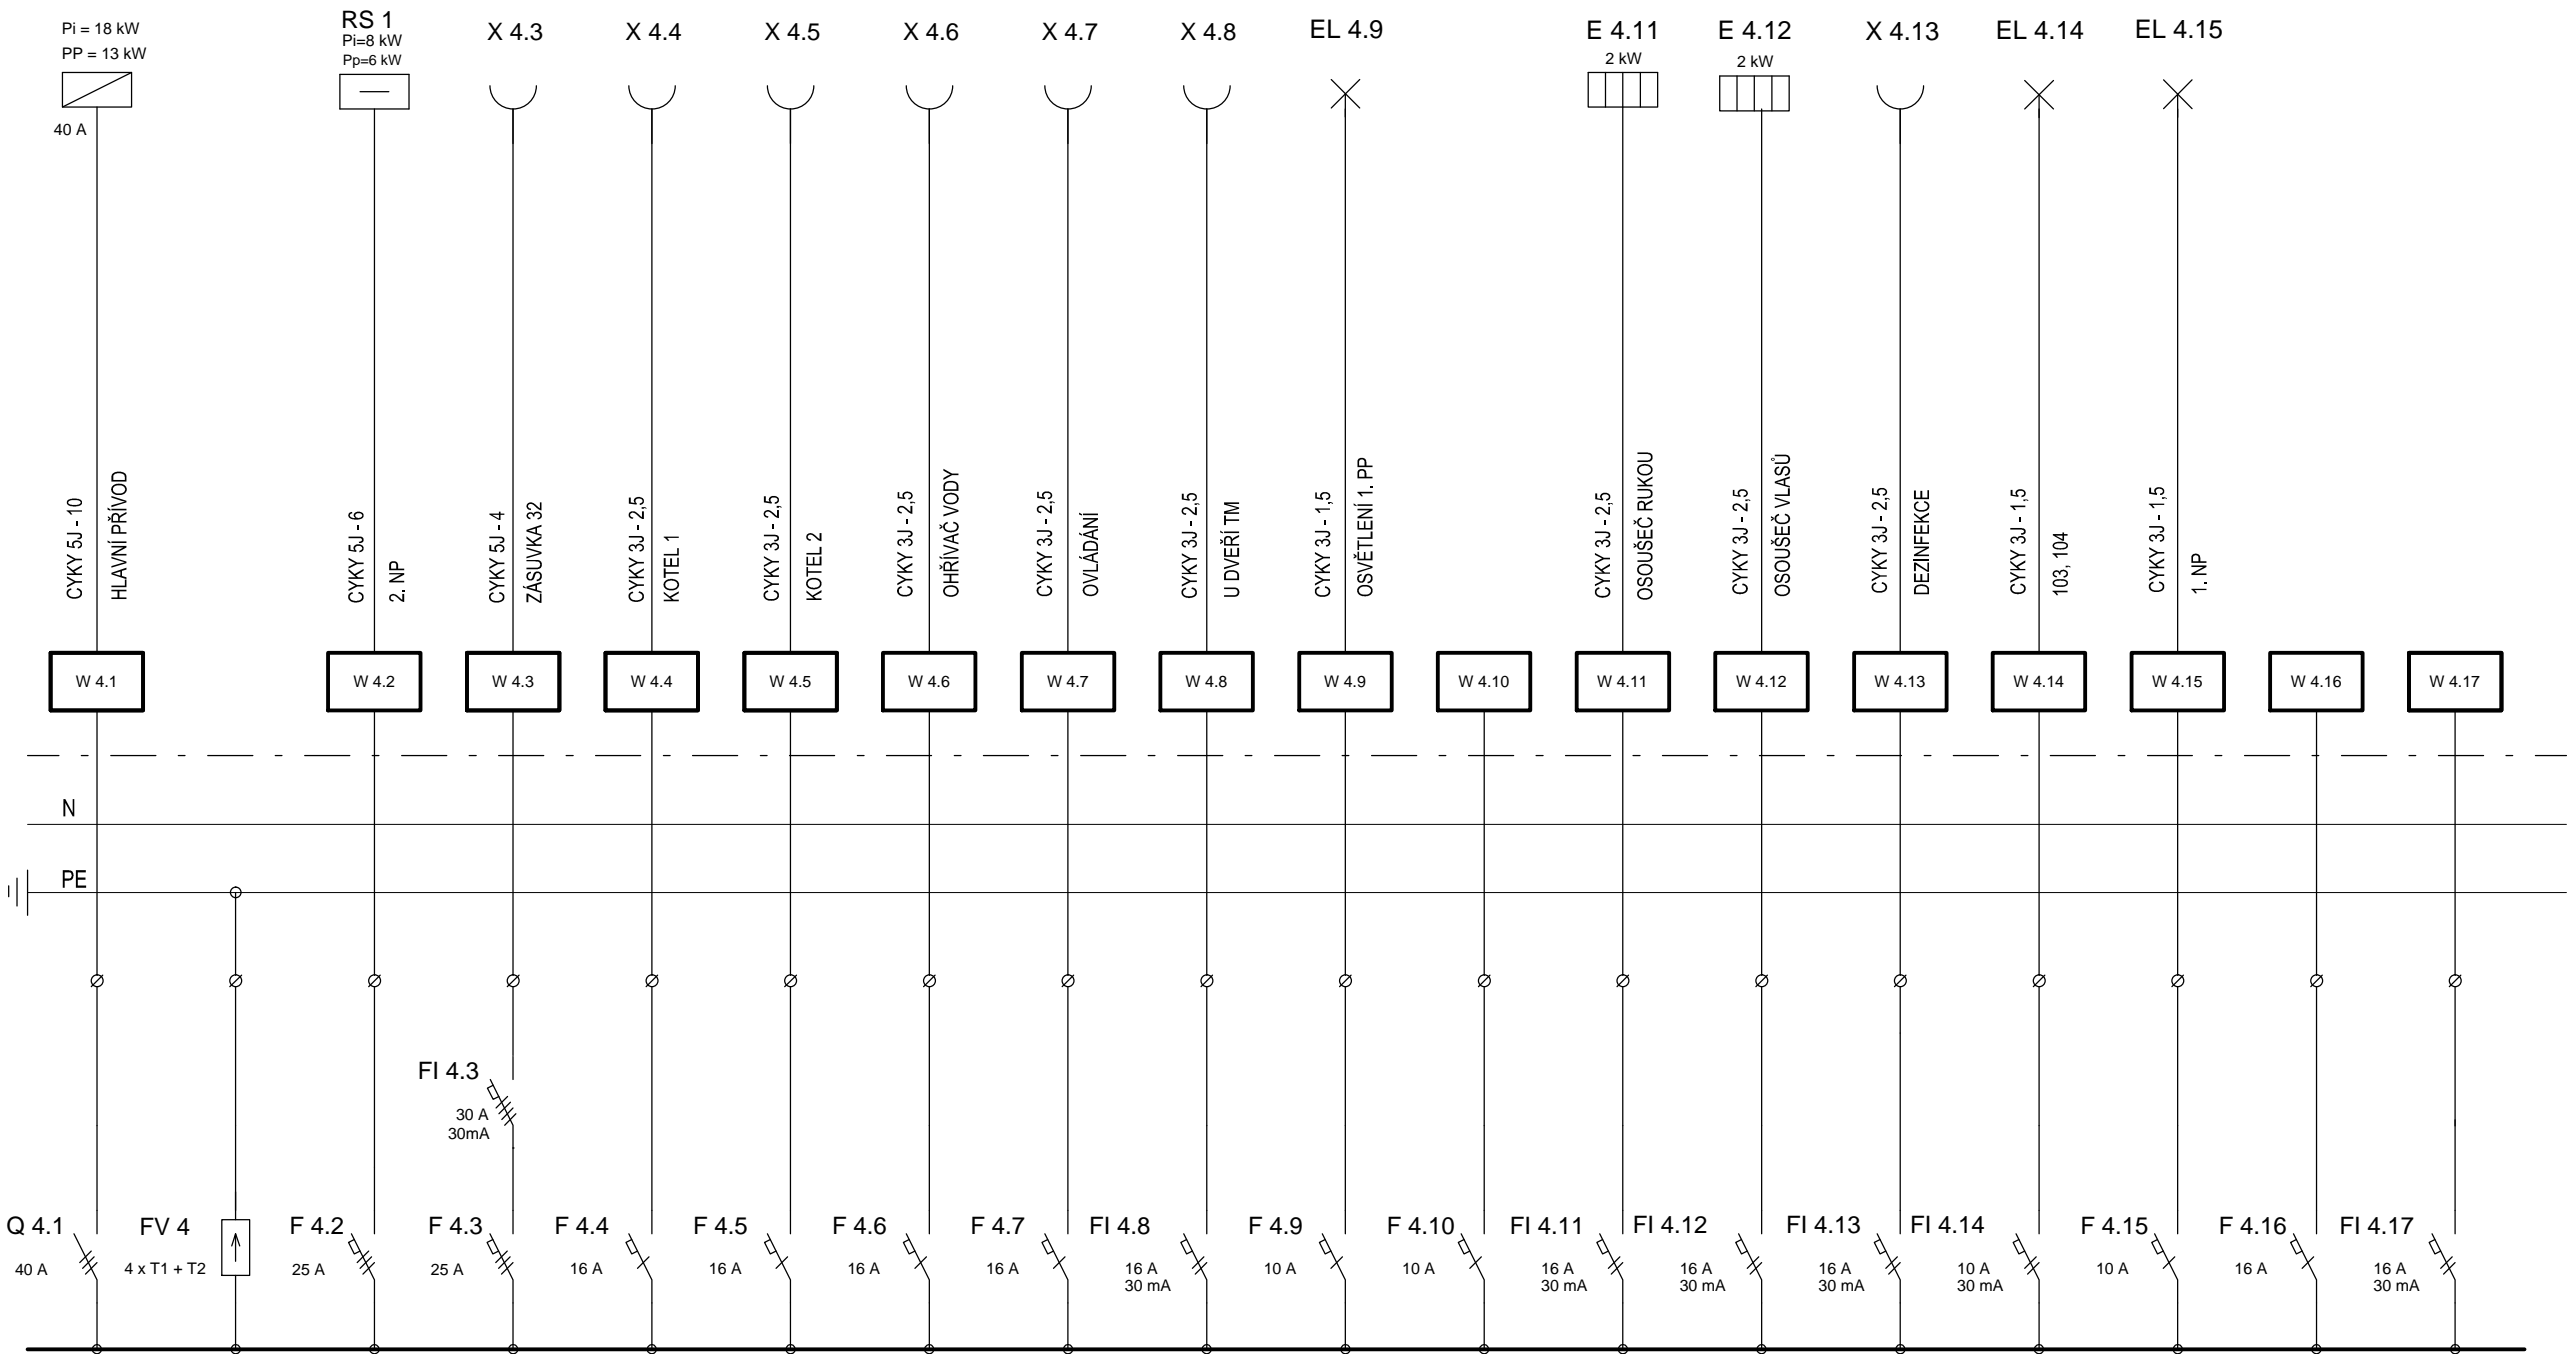 Pi = 18 kW
PP = 13 kW
40 A
RS 1
Pi=8 kW
Pp=6 kW
X 4.3
X 4.4
X 4.5
X 4.6
X 4.7
X 4.8
EL 4.9
E 4.11
2 kW
E 4.12
2 kW
X 4.13
EL 4.14
EL 4.15
CYKY 5J - 10
HLAVNÍ PŘÍVOD
CYKY 5J - 6
2. NP
CYKY 5J - 4
ZÁSUVKA 32
CYKY 3J - 2,5
KOTEL 1
CYKY 3J - 2,5
KOTEL 2
CYKY 3J - 2,5
OHŘÍVAČ VODY
CYKY 3J - 2,5
OVLÁDÁNÍ
CYKY 3J - 2,5
U DVEŘÍ TM
CYKY 3J - 1,5
OSVĚTLENÍ 1. PP
CYKY 3J - 2,5
OSOUŠEČ RUKOU
CYKY 3J - 2,5
OSOUŠEČ VLASŮ
CYKY 3J - 2,5
DEZINFEKCE
CYKY 3J - 1,5
103, 104
CYKY 3J - 1,5
1. NP
W 4.1
W 4.2
W 4.3
W 4.4
W 4.5
W 4.6
W 4.7
W 4.8
W 4.9
W 4.10
W 4.11
W 4.12
W 4.13
W 4.14
W 4.15
W 4.16
W 4.17
N
PE
FI 4.3
30 A
30mA
Q 4.1
40 A
FV 4
4 x T1 + T2
F 4.2
25 A
F 4.3
25 A
F 4.4
16 A
F 4.5
16 A
F 4.6
16 A
F 4.7
16 A
FI 4.8
16 A
30 mA
F 4.9
10 A
F 4.10
10 A
FI 4.11
16 A
30 mA
FI 4.12
16 A
30 mA
FI 4.13
16 A
30 mA
FI 4.14
10 A
30 mA
F 4.15
10 A
F 4.16
16 A
FI 4.17
16 A
30 mA